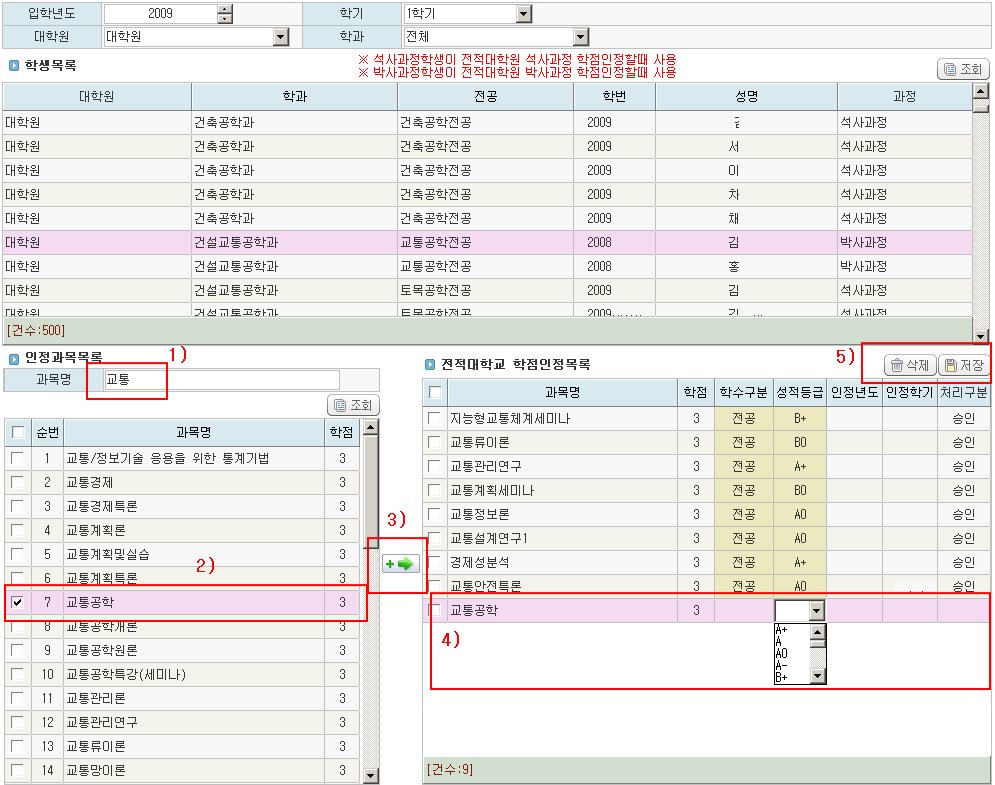 입학년도 2009 학기 1학기
대학원 대학원 학과 전체
학생목록
※ 석사과정학생이 전적대학원 석사과정 학점인정할때 사용
※ 박사과정학생이 전적대학원 박사과정 학점인정할때 사용
조회
대학원 학과 전공 학번 성명 과정
대학원 건축공학과 건축공학전공 2009 석사과정
대학원 건축공학과 건축공학전공 2009 서 석사과정
대학원 건축공학과 건축공학전공 2009 이 석사과정
대학원 건축공학과 건축공학전공 2009 차 석사과정
대학원 건축공학과 건축공학전공 2009 채 석사과정
대학원 건설교통공학과 교통공학전공 2008 김 박사과정
대학원 건설교통공학과 교통공학전공 2008 홍 박사과정
대학원 건설교통공학과 토목공학전공 2009 김 석사과정
대학원 건설교통공학과 토목공학전공 2009 김 석사과정
[건수:500]
인정과목목록 1)
과목명 교통
조회
순번 과목명 학점
1 교통/정보기술 응용을 위한 통계기법 3
2 교통경제 3
3 교통경제특론 3
4 교통계획론 3
5 교통계획및실습 3
2)
6 교통계획특론 3
7 교통공학 3
8 교통공학개론 3
9 교통공학원론 3
10 교통공학특강(세미나) 3
11 교통관리론 3
12 교통관리연구 3
13 교통류이론 3
14 교통망이론 3
3)
전적대학교 학점인정목록 5) 삭제 저장
과목명 학점 학수구분 성적등급 인정년도 인정학기 처리구분
지능형교통체계세미나 3 전공 B+ 승인
교통류이론 3 전공 B0 승인
교통관리연구 3 전공 A+ 승인
교통계획세미나 3 전공 B0 승인
교통정보론 3 전공 A0 승인
교통설계연구1 3 전공 A0 승인
경제성분석 3 전공 A+ 승인
교통안전특론 3 전공 A0 승인
교통공학 3
4)
A+
A
A0
A-
B+
[건수:9]